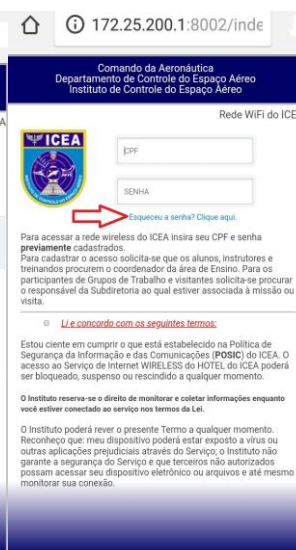 172.25.200.1:8002/inde
Comando da Aeronáutica
Departamento de Controle do Espaço Aéreo
Instituto de Controle do Espaço Aéreo
Rede WiFi do ICE
ICEA
CPF
SENHA
Esqueceu a senha? Clique aqui.
Para acessar a rede wireless do ICEA insira seu CPF e senha
previamente cadastrados.
Para cadastrar o acesso solicita-se que os alunos, instrutores e
treinandos procurem o coordenador da área de Ensino. Para os
participantes de Grupos de Trabalho e visitantes solicita-se procurar
o responsável da Subdiretoria ao qual estiver associada à missão ou
visita.
Li e concordo com os seguintes termos:
Estou ciente em cumprir o que está estabelecido na Política de
Segurança da Informação e das Comunicações (POSIC) do ICEA. O
acesso ao Serviço de Internet WIRELESS DO HOTEL do ICEA poderá
ser bloqueado, suspenso ou rescindido a qualquer momento.
O Instituto reserva-se o direito de monitorar e coletar informações enquanto
você estiver conectado ao serviço nos termos da Lei.
O Instituto poderá rever o presente Termo a qualquer momento.
Reconheço que: meu dispositivo poderá estar exposto a vírus ou
outras aplicações prejudiciais através do Serviço; o Instituto não
garante a segurança do Serviço e que terceiros não autorizados
possam acessar seu dispositivo eletrônico ou arquivos e até mesmo
monitorar sua conexão.